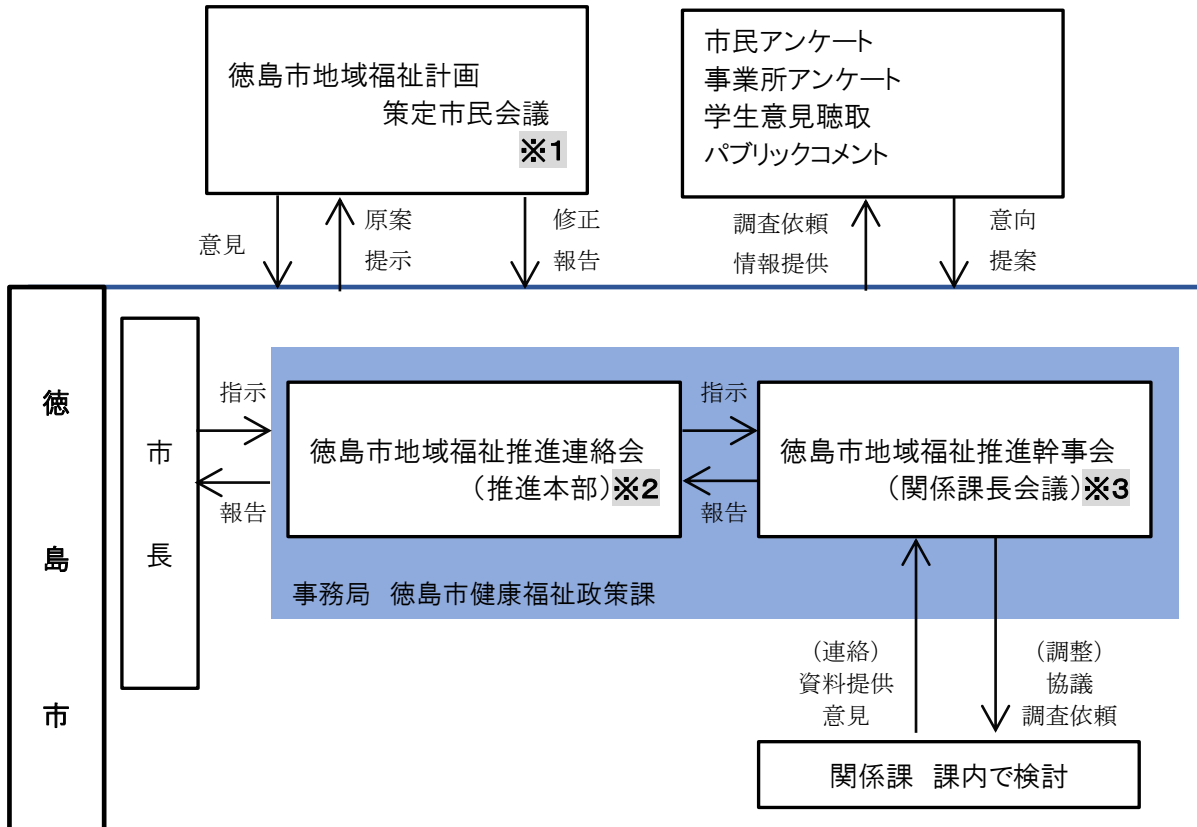 徳島市地域福祉計画
策定市民会議
※1
市民アンケート
事業所アンケート
学生意見聴取
パブリックコメント
意見
原案
提示
修正
報告
調査依頼
情報提供
意向
提案
徳島市
市長
指示
報告
徳島市地域福祉推進連絡会
（推進本部）※2
指示
報告
徳島市地域福祉推進幹事会
（関係課長会議）※3
事務局　徳島市健康福祉政策課
（連絡）
資料提供
意見
（調整）
協議
調査依頼
関係課　課内で検討